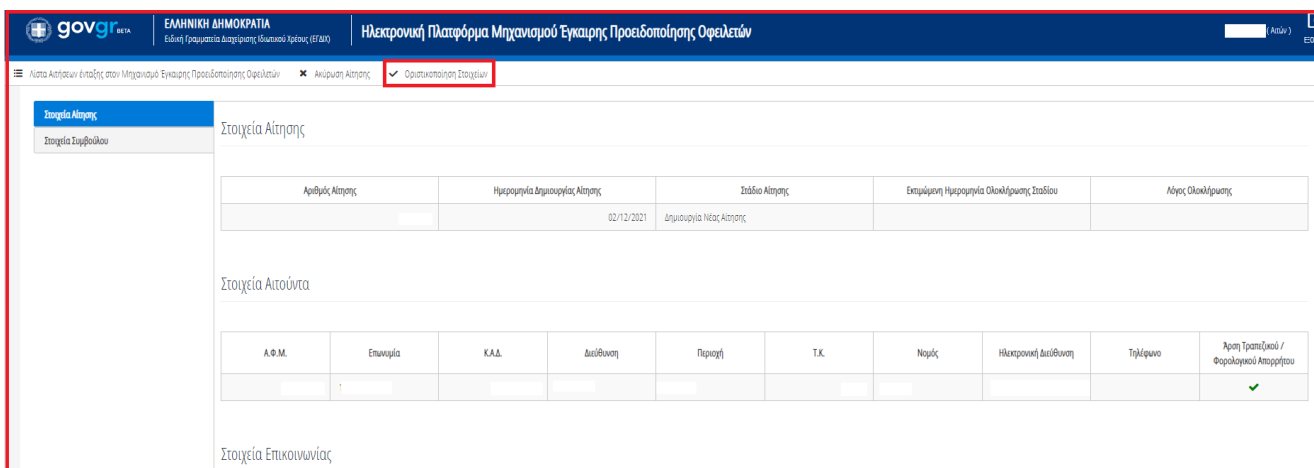 govgr BETA
ΕΛΛΗΝΙΚΗ ΔΗΜΟΚΡΑΤΙΑ
Ειδική Γραμματεία Διαχείρισης Ιδιωτικού Χρέους (ΕΓΔΙΧ)
Ηλεκτρονική Πλατφόρμα Μηχανισμού Έγκαιρης Προειδοποίησης Οφειλετών
( Αιτών )
Λίστα Αιτήσεων ένταξης στον Μηχανισμό Έγκαιρης Προειδοποίησης Οφειλετών Ακύρωση Αίτησης Οριστικοποίηση Στοιχείων
Στοιχεία Αίτησης
Στοιχεία Συμβούλου
Στοιχεία Αίτησης
Αριθμός Αίτησης Ημερομηνία Δημιουργίας Αίτησης Στάδιο Αίτησης Εκτιμώμενη Ημερομηνία Ολοκλήρωσης Σταδίου Λόγος Ολοκλήρωσης
02/12/2021 Δημιουργία Νέας Αίτησης
Στοιχεία Αιτούντα
Α.Φ.Μ. Επωνυμία Κ.Α.Δ. Διεύθυνση Περιοχή Τ.Κ. Νομός Ηλεκτρονική Διεύθυνση Τηλέφωνο Άρση Τραπεζικού /
Φορολογικού Απορρήτου
Στοιχεία Επικοινωνίας